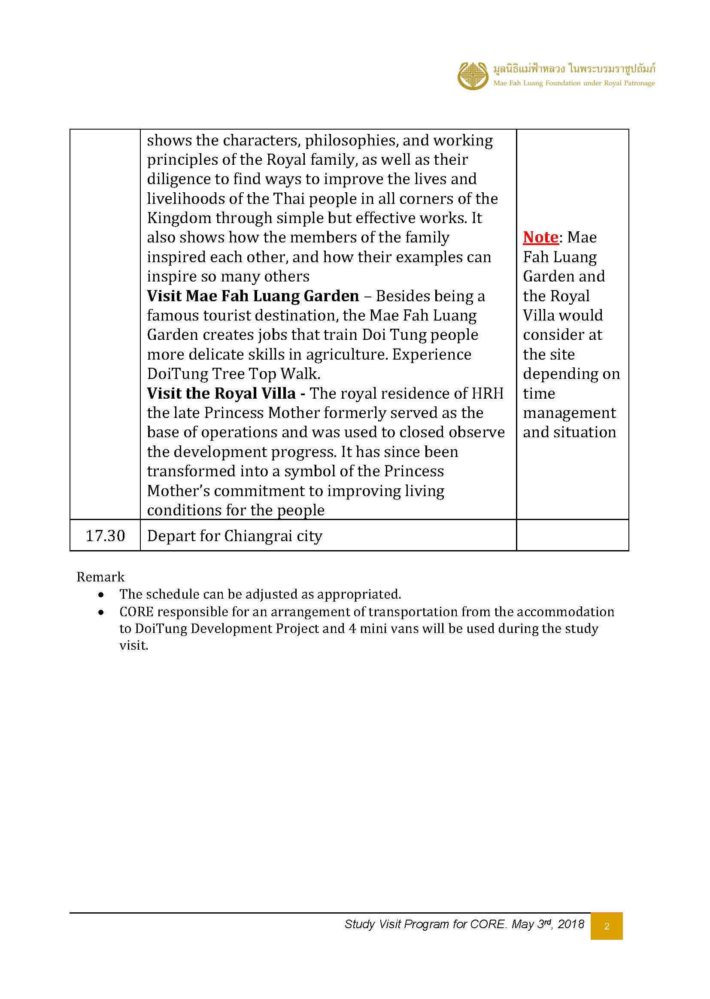 มูลนิธิแม่ฟ้าหลวง ในพระบรมราชูปถัมภ์
Mae Fah Luang Foundation under Royal Patronage
shows the characters, philosophies, and working
principles of the Royal family, as well as their
diligence to find ways to improve the lives and
livelihoods of the Thai people in all corners of the
Kingdom through simple but effective works. It
also shows how the members of the family
inspired each other, and how their examples can
inspire so many others
Visit Mae Fah Luang Garden – Besides being a
famous tourist destination, the Mae Fah Luang
Garden creates jobs that train Doi Tung people
more delicate skills in agriculture. Experience
DoiTung Tree Top Walk.
Visit the Royal Villa - The royal residence of HRH
the late Princess Mother formerly served as the
base of operations and was used to closed observe
the development progress. It has since been
transformed into a symbol of the Princess
Mother’s commitment to improving living
conditions for the people
Note: Mae
Fah Luang
Garden and
the Royal
Villa would
consider at
the site
depending on
time
management
and situation
17.30 Depart for Chiangrai city
Remark
• The schedule can be adjusted as appropriated.
• CORE responsible for an arrangement of transportation from the accommodation
to DoiTung Development Project and 4 mini vans will be used during the study
visit.
Study Visit Program for CORE. May 3rd, 2018 2